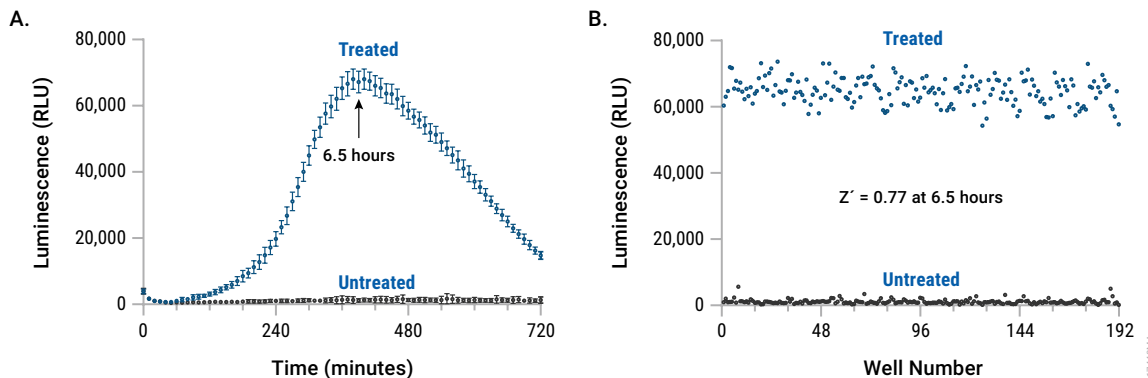 A.
80,000
60,000
40,000
20,000
0
Luminescence (RLU)
Treated
6.5 hours
Untreated
0 240 480 720
Time (minutes)
B.
80,000
60,000
40,000
20,000
0
Luminescence (RLU)
Treated
Z´ = 0.77 at 6.5 hours
Untreated
0 48 96 144 192
Well Number